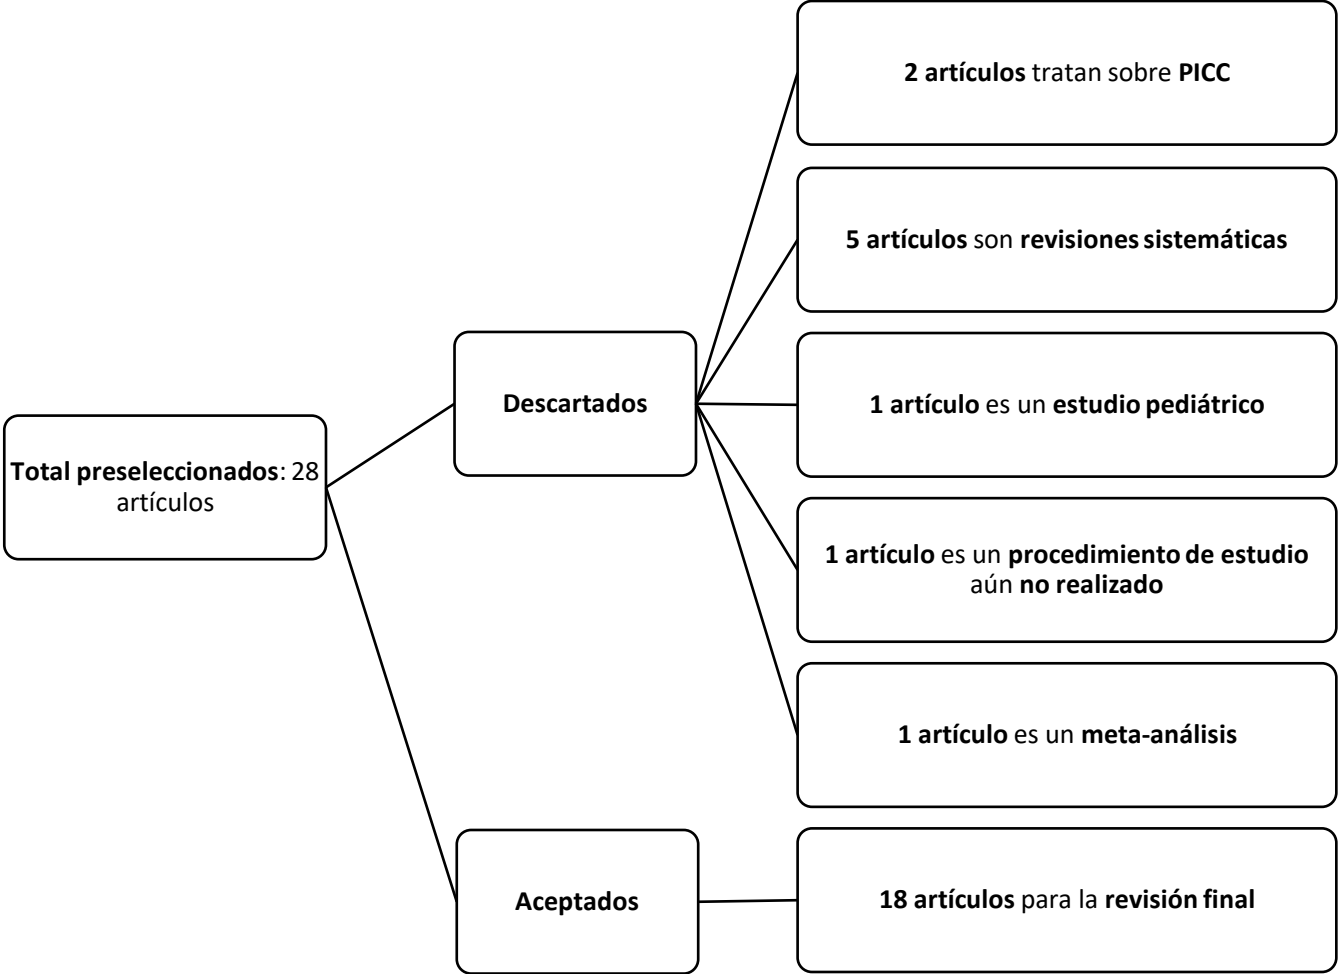 2 artículos tratan sobre PICC
5 artículos son revisiones sistemáticas
Descartados
1 artículo es un estudio pediátrico
Total preseleccionados: 28
artículos
1 artículo es un procedimiento de estudio
aún no realizado
1 artículo es un meta-análisis
Aceptados
18 artículos para la revisión final